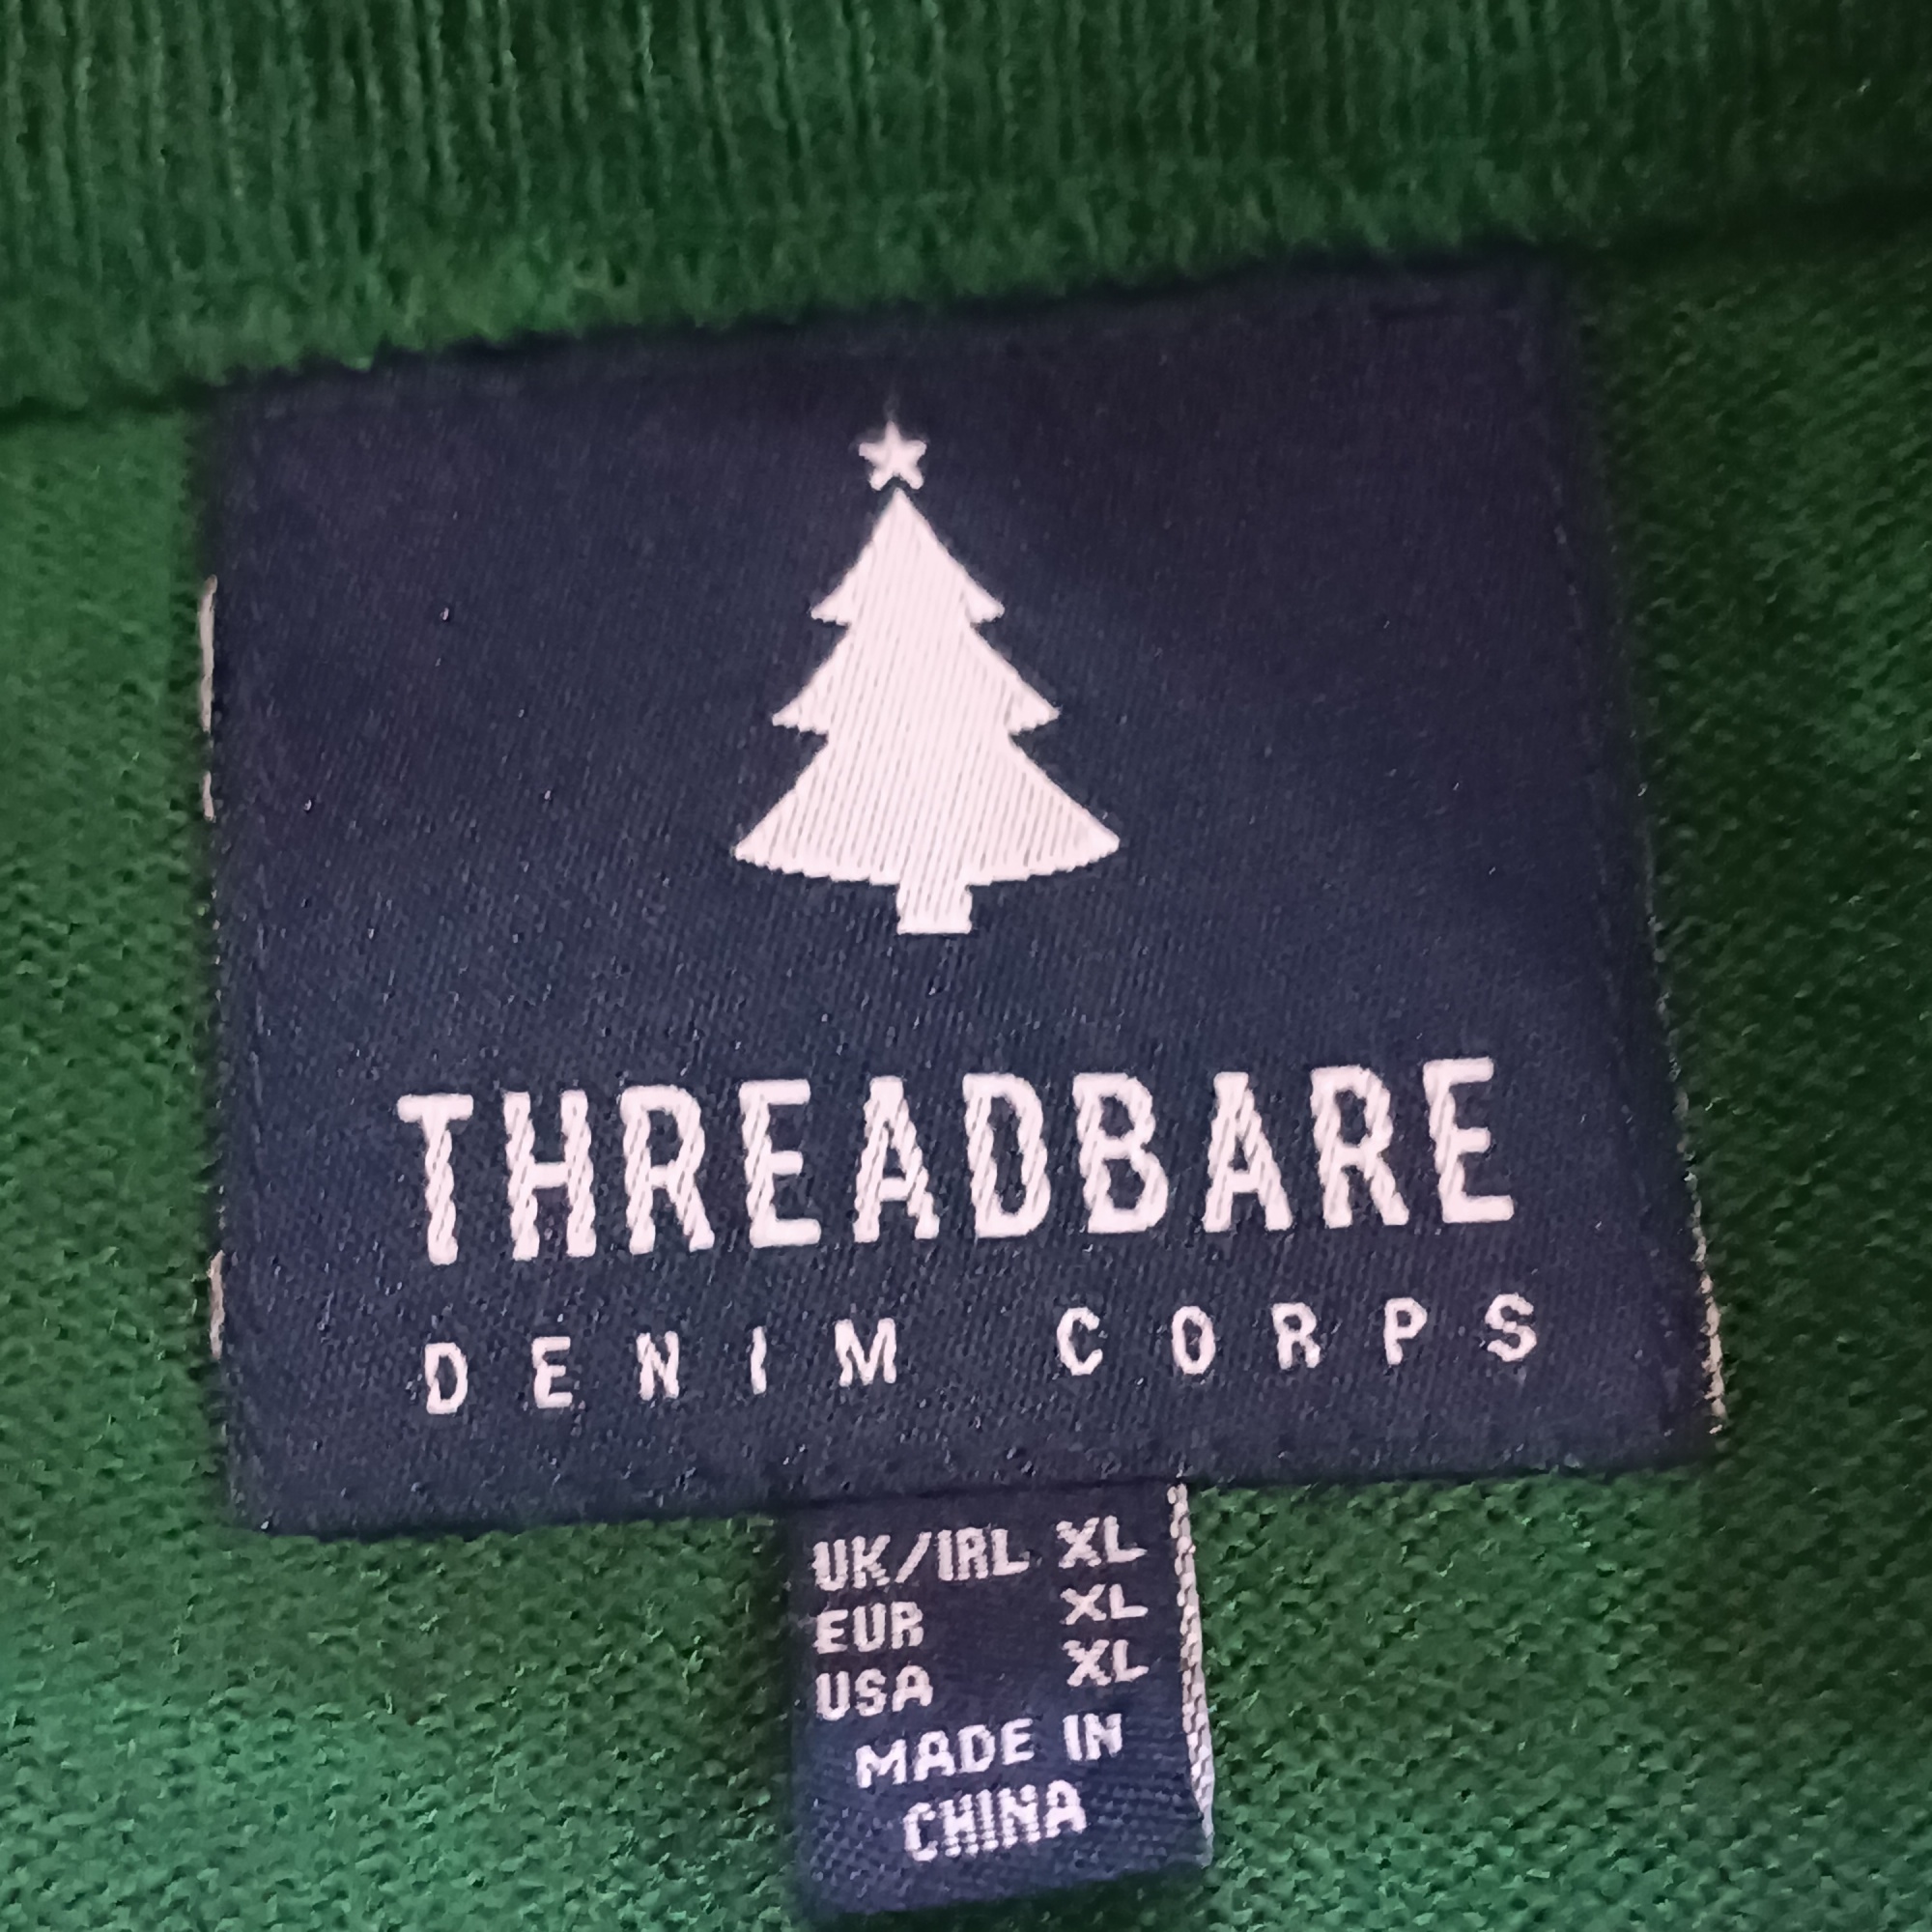 THREADBARE
DENIM CORPS
UK/IRL XL
EUR XL
USA XL
MADE IN
CHINA